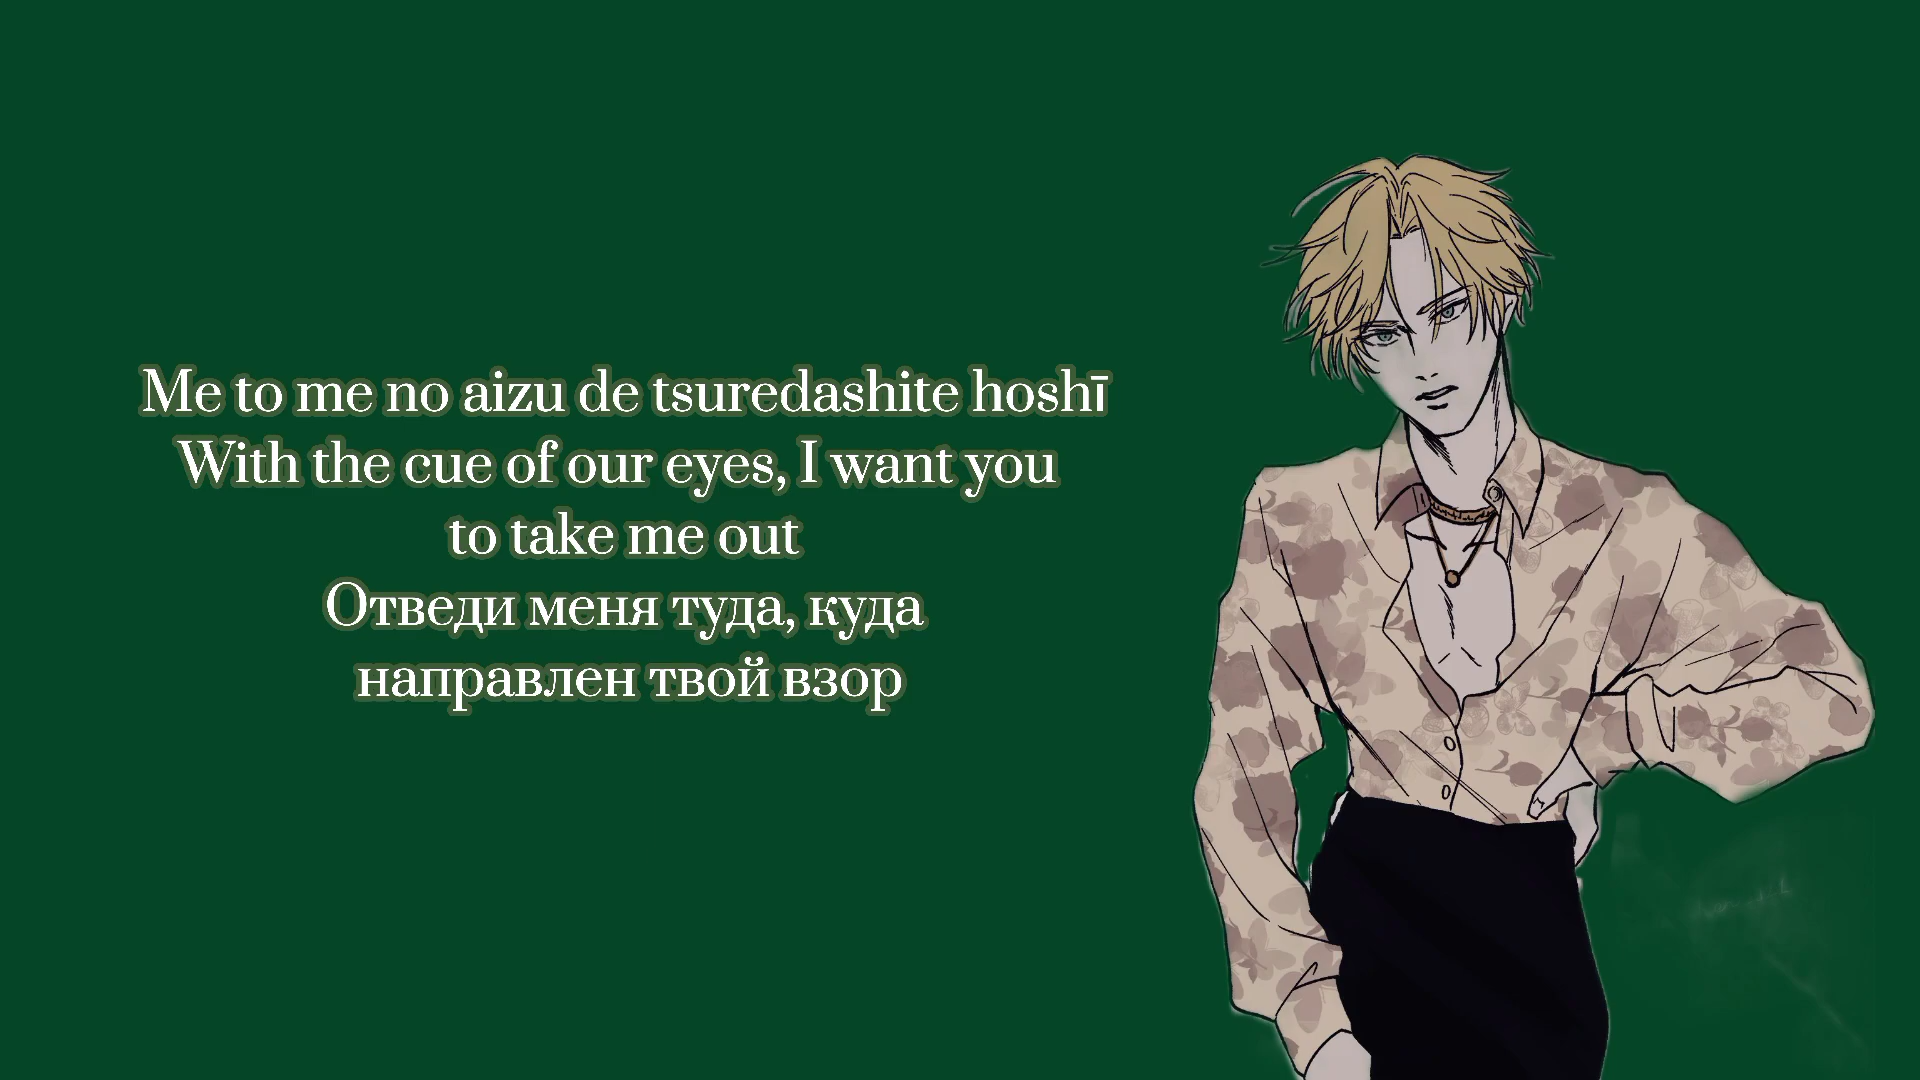 Me to me no aizu de tsuredashite hoshī
With the cue of our eyes, I want you
to take me out
Отведи меня туда, куда
направлен твой взор